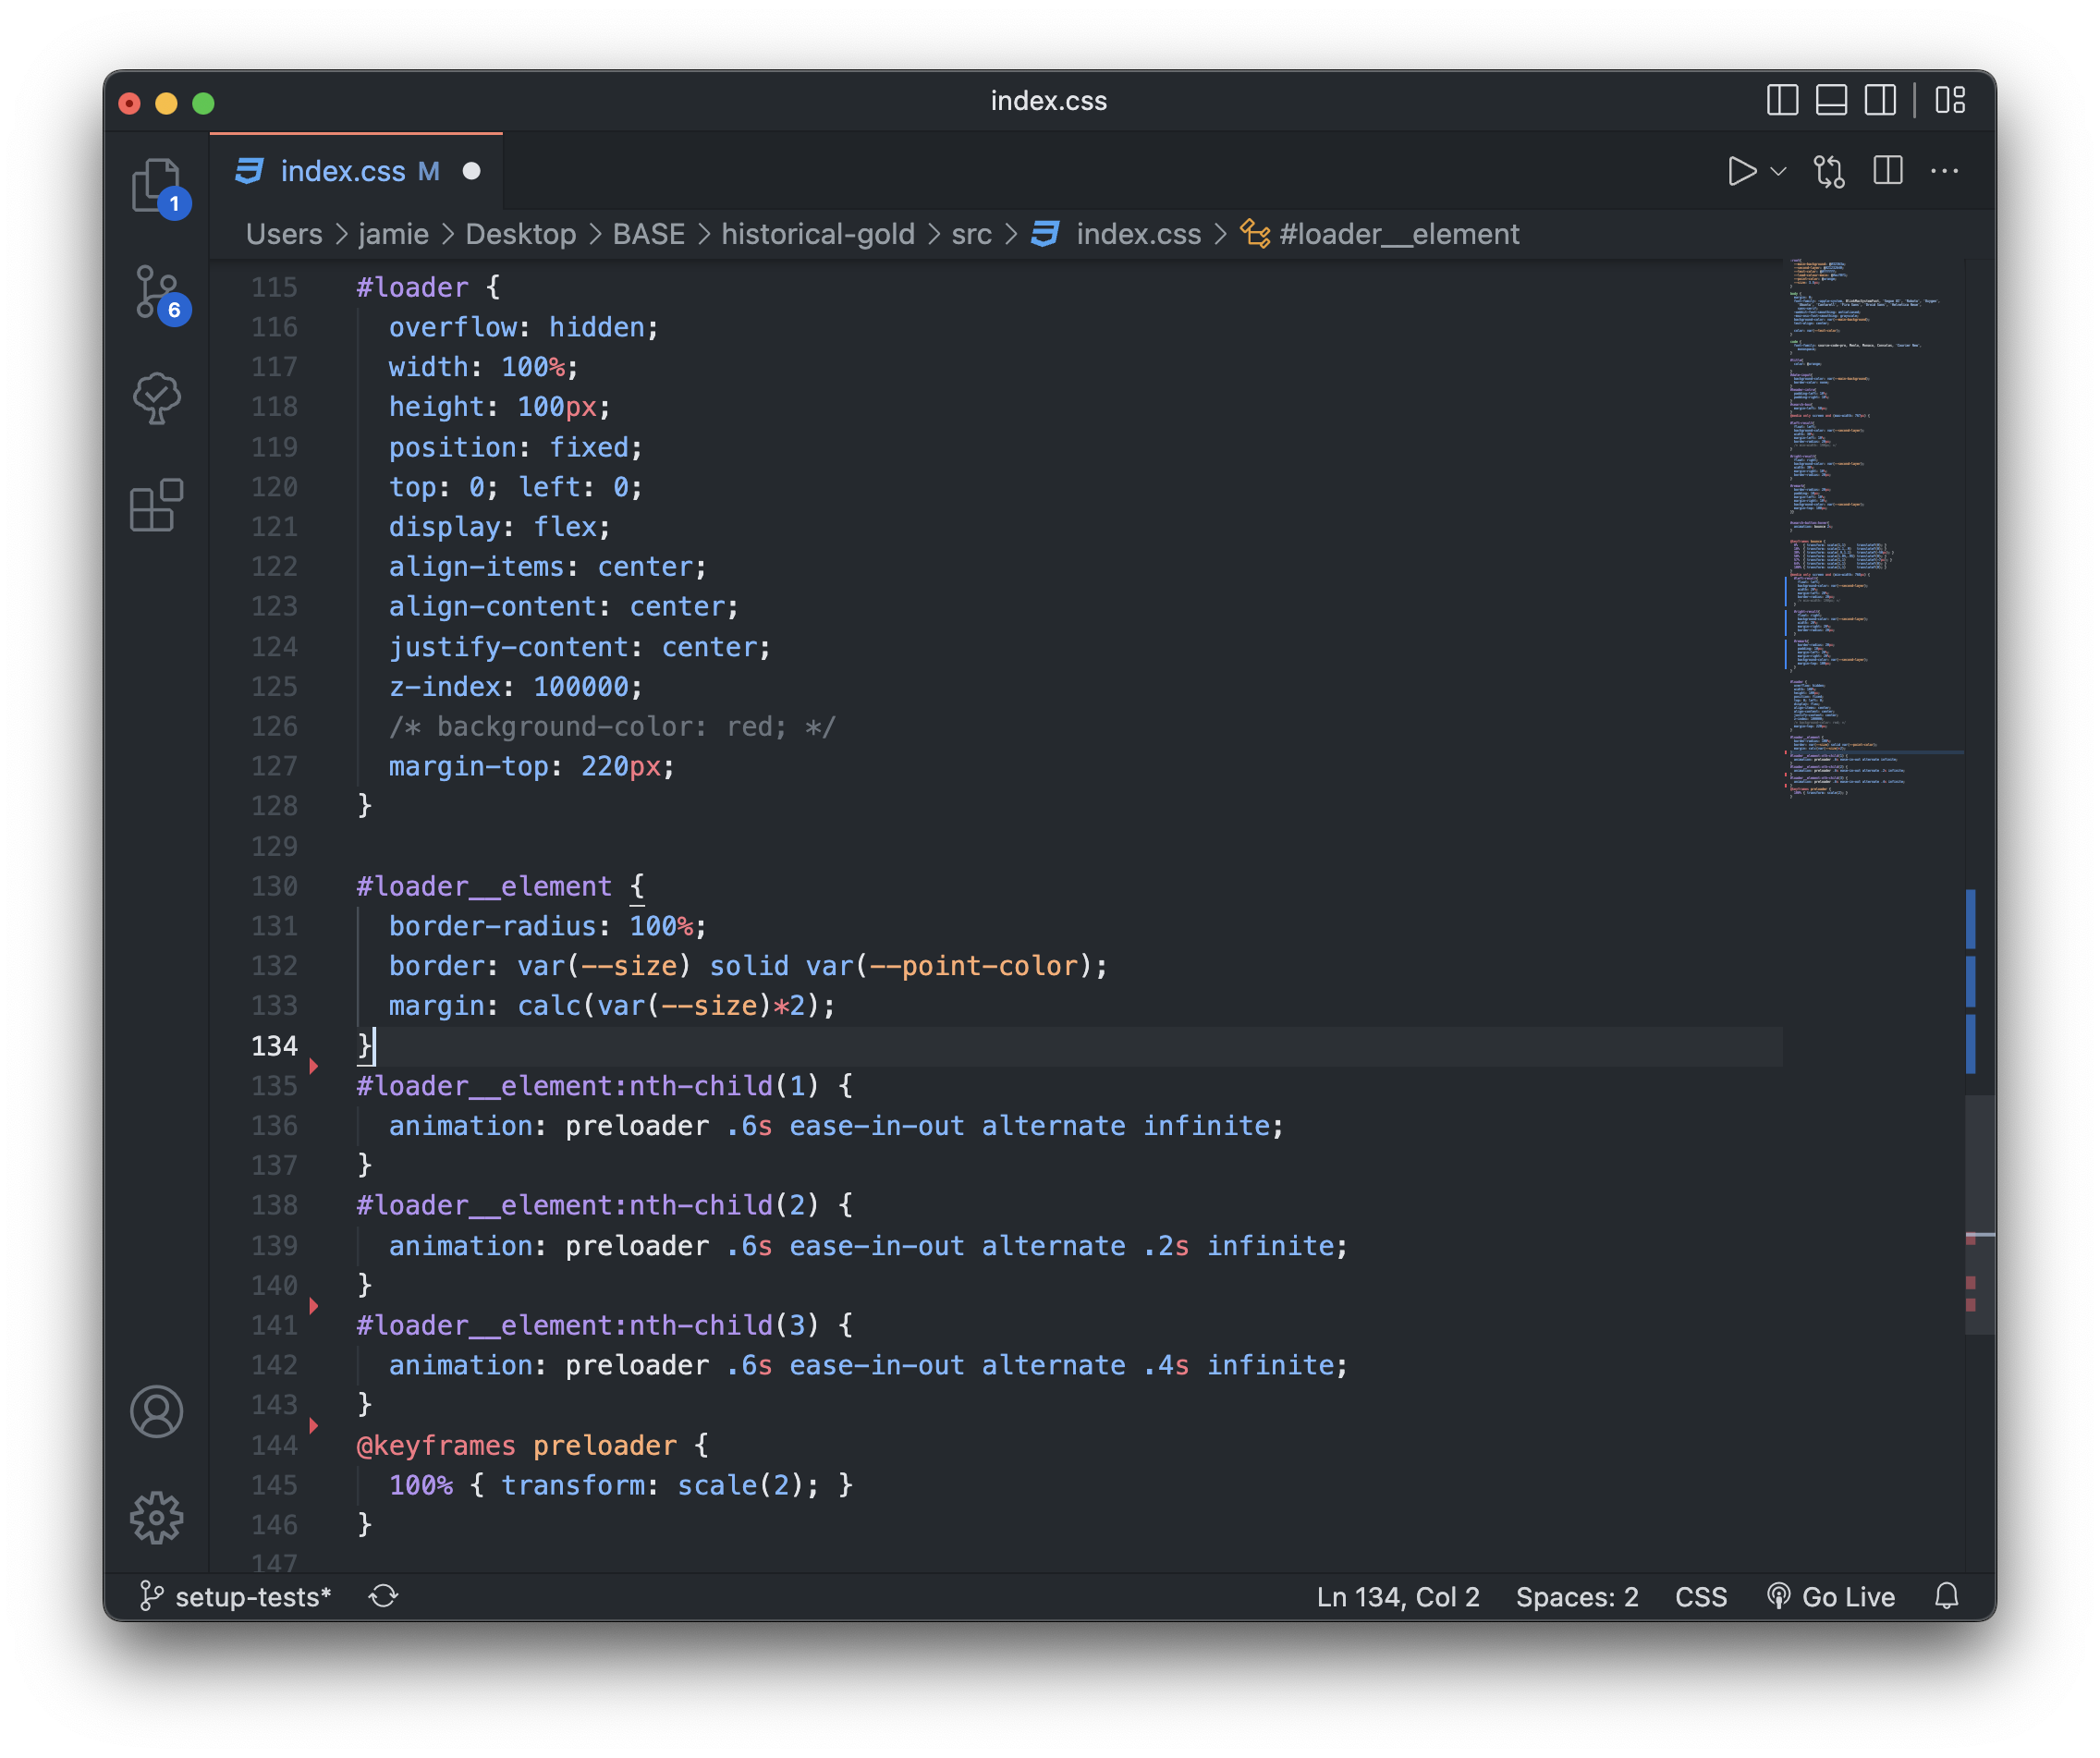 index.css
1
6
index.css M
Users > jamie > Desktop > BASE > historical-gold > src > index.css > #loader__element
115 #loader {
116 overflow: hidden;
117 width: 100%;
118 height: 100px;
119 position: fixed;
120 top: 0; left: 0;
121 display: flex;
122 align-items: center;
123 align-content: center;
124 justify-content: center;
125 z-index: 100000;
126 /* background-color: red; */
127 margin-top: 220px;
128 }
129
130 #loader__element {
131 border-radius: 100%;
132 border: var(--size) solid var(--point-color);
133 margin: calc(var(--size)*2);
134 }
135 #loader__element:nth-child(1) {
136 animation: preloader .6s ease-in-out alternate infinite;
137 }
138 #loader__element:nth-child(2) {
139 animation: preloader .6s ease-in-out alternate .2s infinite;
140 }
141 #loader__element:nth-child(3) {
142 animation: preloader .6s ease-in-out alternate .4s infinite;
143 }
144 @keyframes preloader {
145 100% { transform: scale(2); }
146 }
147
setup-tests* Ln 134, Col 2 Spaces: 2 CSS Go Live